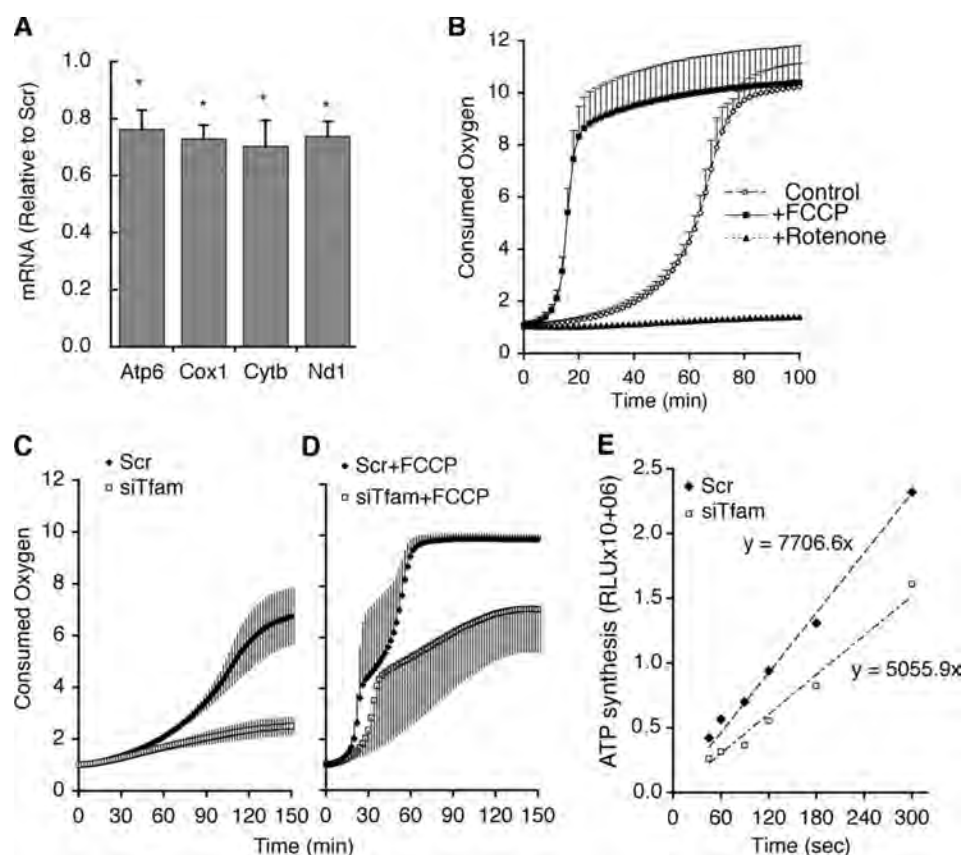 A
mRNA (Relative to Scr)
1.0
0.8
0.6
0.4
0.2
0.0
* * * *
Atp6 Cox1 Cytb Nd1
B
Consumed Oxygen
12
10
8
6
4
2
0
0 20 40 60 80 100
Time (min)
Control
+FCCP
+Rotenone
C
Scr
siTfam
Consumed Oxygen
12
10
8
6
4
2
0
0 30 60 90 120 150
Time (min)
D
Scr+FCCP
siTfam+FCCP
0 30 60 90 120 150
Time (min)
E
Scr
siTfam
ATP synthesis (RLUx10+06)
2.5
2.0
1.5
1.0
0.5
0.0
y = 7706.6x
y = 5055.9x
0 60 120 180 240 300
Time (sec)